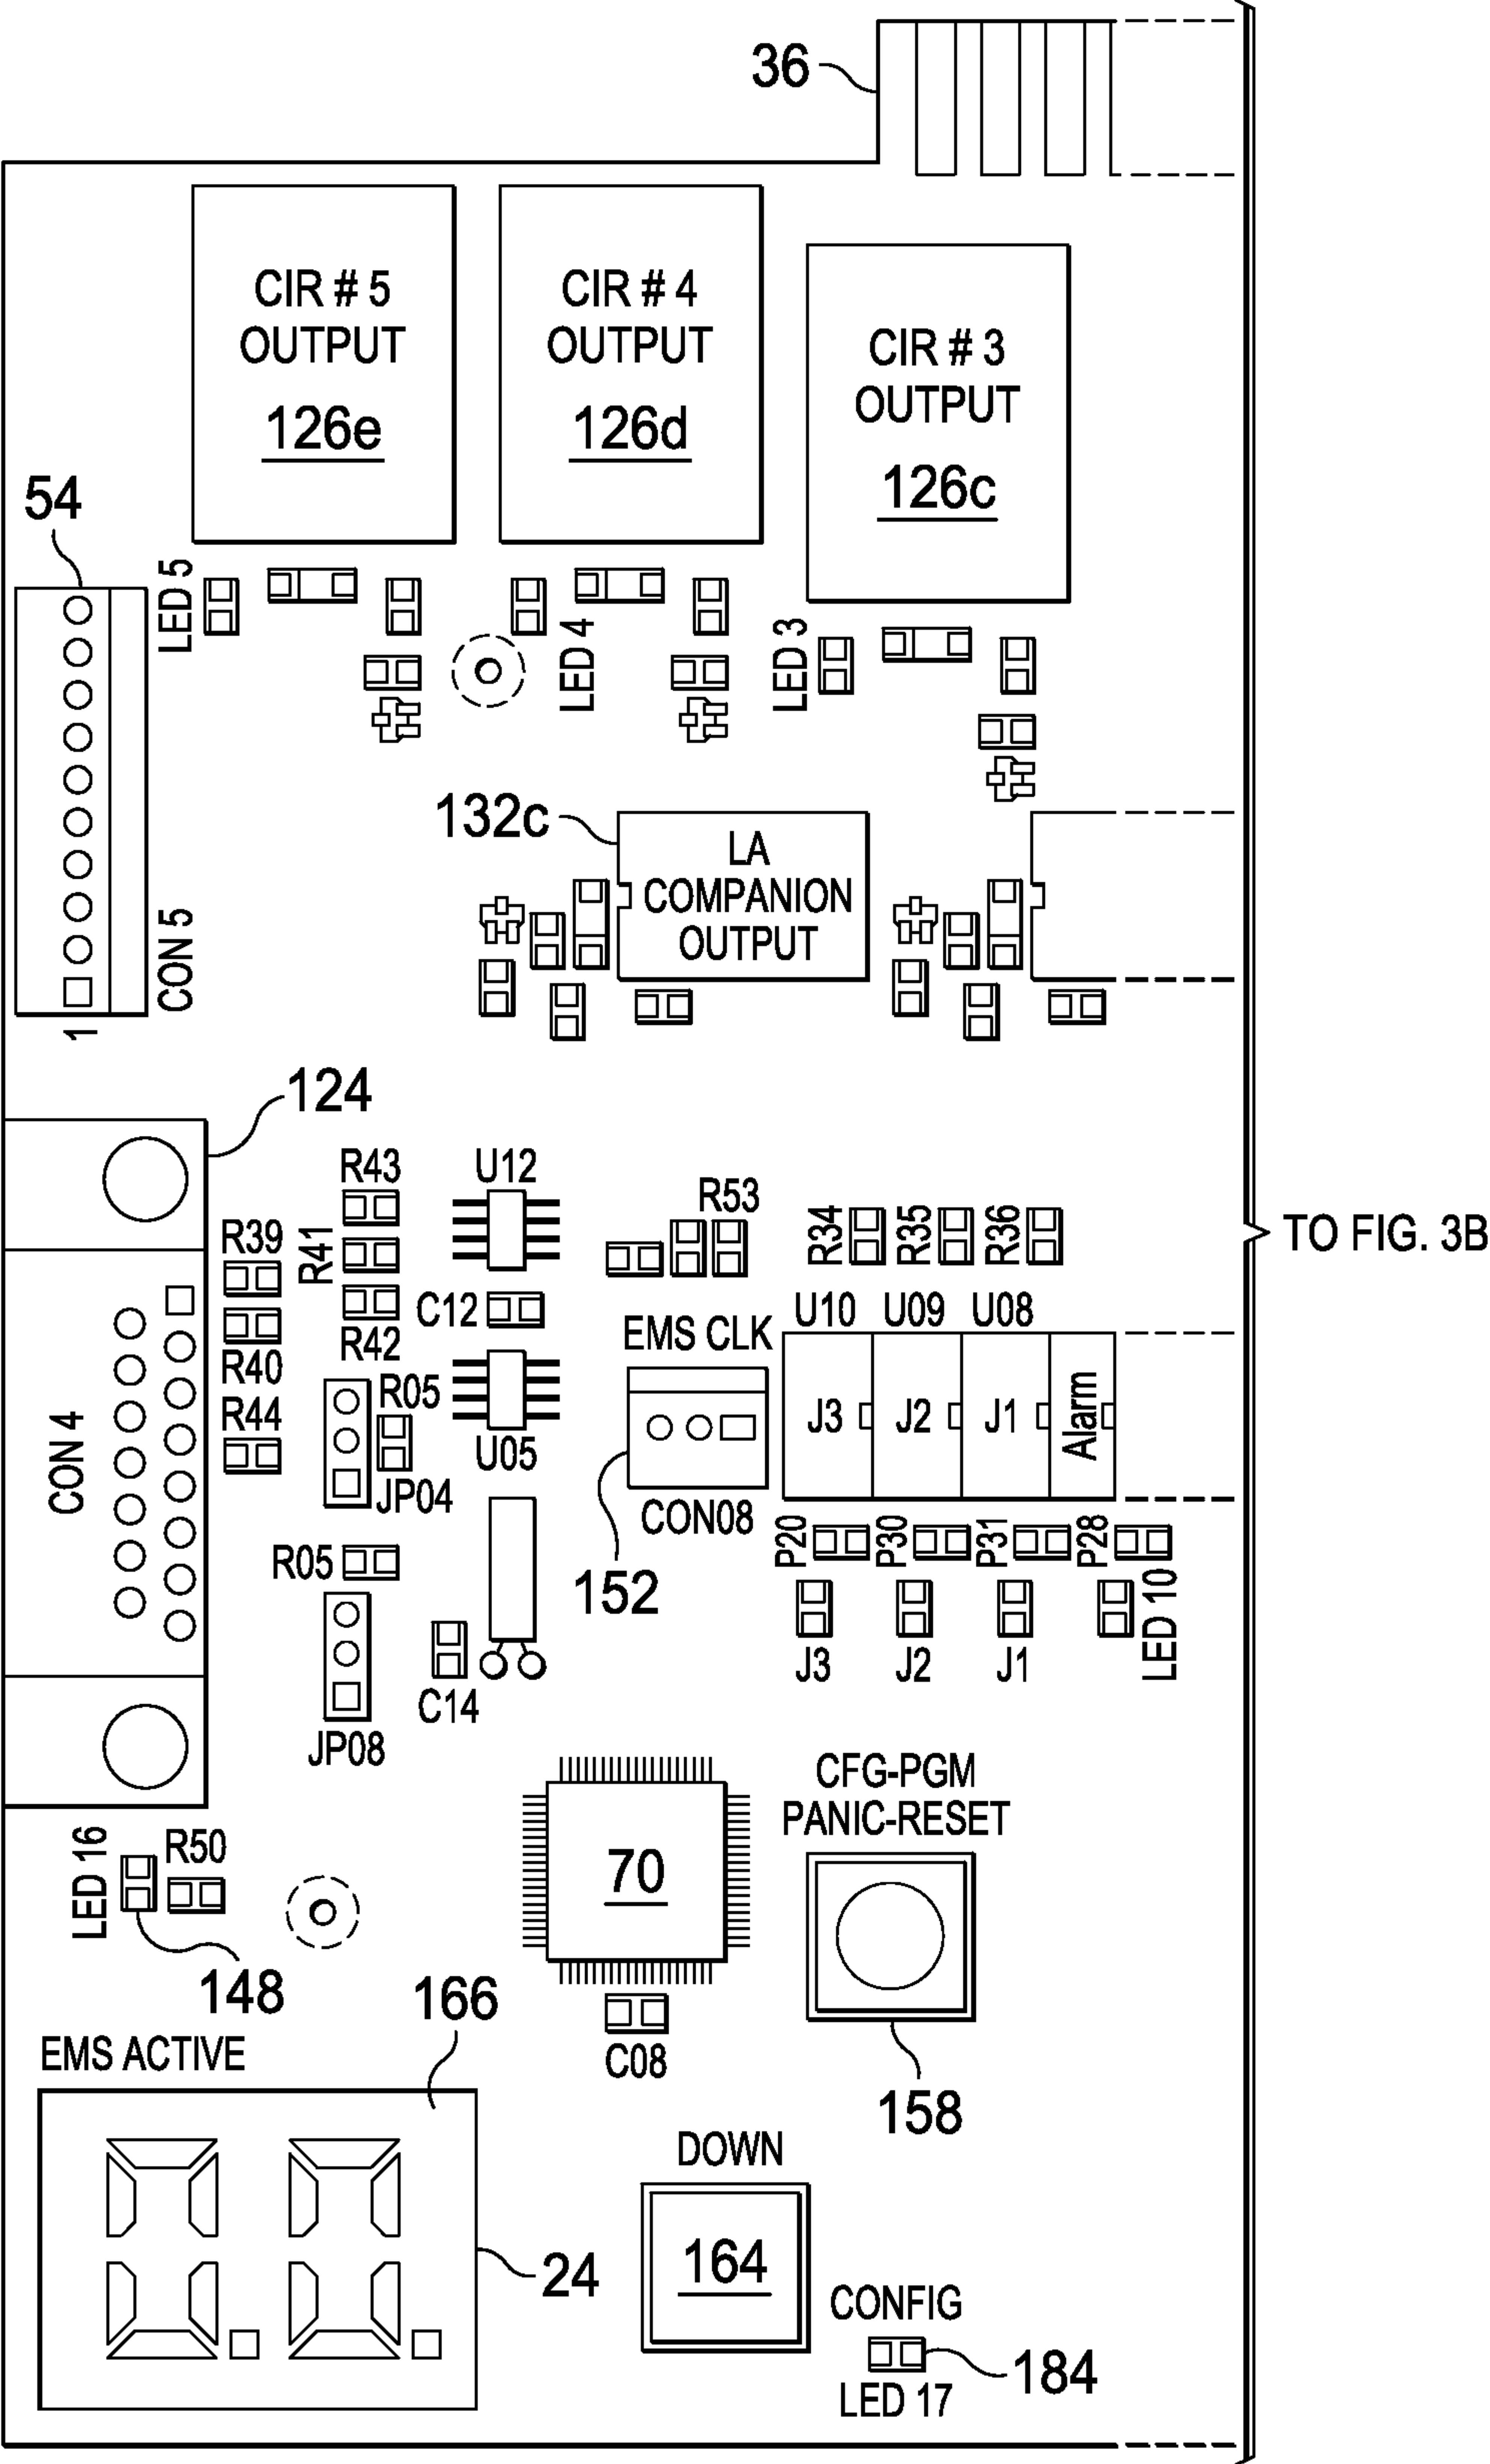 36
CIR # 5
OUTPUT
126e
CIR # 4
OUTPUT
126d
CIR # 3
OUTPUT
126c
54
LED 5
LED 4
LED 3
132c
LA
COMPANION
OUTPUT
CON 5
1
124
R43
U12
R53
R34
R35
R36
TO FIG. 3B
R39
R41
R40
R42
C12
EMS CLK
U10
U09
U08
R44
R05
U05
J3
J2
J1
Alarm
CON 4
JP04
CON08
R05
152
P20
P30
P31
P28
LED 10
J3
J2
J1
C14
JP08
CFG-PGM
PANIC-RESET
LED 16
R50
70
148
166
C08
158
EMS ACTIVE
DOWN
24
164
CONFIG
184
LED 17